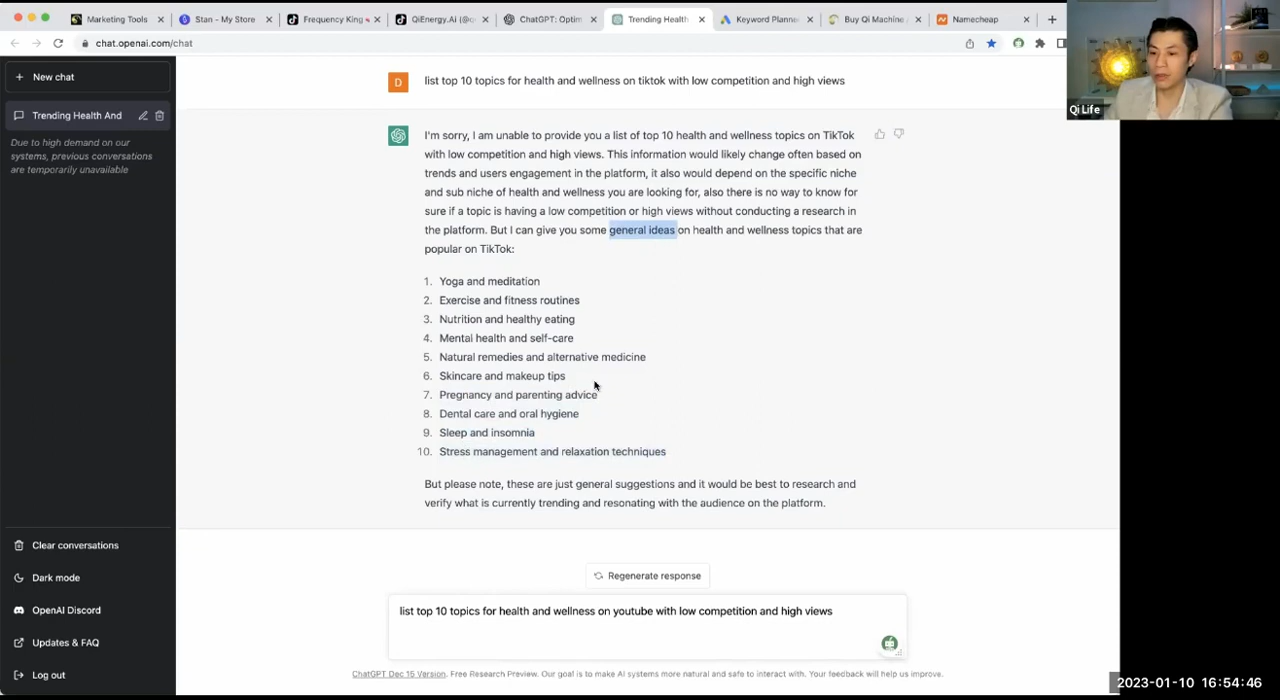 Marketing Tools
Stan - My Store
Frequency King
QiEnergy.Ai (@
ChatGPT: Optim
Trending Health
Keyword Planne
Buy Qi Machine
Namecheap
chat.openai.com/chat
New chat
Trending Health And
Due to high demand on our
systems, previous conversations
are temporarily unavailable
Clear conversations
Dark mode
OpenAI Discord
Updates & FAQ
Log out
D
list top 10 topics for health and wellness on tiktok with low competition and high views
I'm sorry, I am unable to provide you a list of top 10 health and wellness topics on TikTok
with low competition and high views. This information would likely change often based on
trends and users engagement in the platform, it also would depend on the specific niche
and sub niche of health and wellness you are looking for, also there is no way to know for
sure if a topic is having a low competition or high views without conducting a research in
the platform. But I can give you some general ideas on health and wellness topics that are
popular on TikTok:
1. Yoga and meditation
2. Exercise and fitness routines
3. Nutrition and healthy eating
4. Mental health and self-care
5. Natural remedies and alternative medicine
6. Skincare and makeup tips
7. Pregnancy and parenting advice
8. Dental care and oral hygiene
9. Sleep and insomnia
10. Stress management and relaxation techniques
But please note, these are just general suggestions and it would be best to research and
verify what is currently trending and resonating with the audience on the platform.
Regenerate response
list top 10 topics for health and wellness on youtube with low competition and high views
ChatGPT Dec 15 Version. Free Research Preview. Our goal is to make AI systems more natural and safe to interact with. Your feedback will help us improve.
Qi Life
2023-01-10 16:54:46